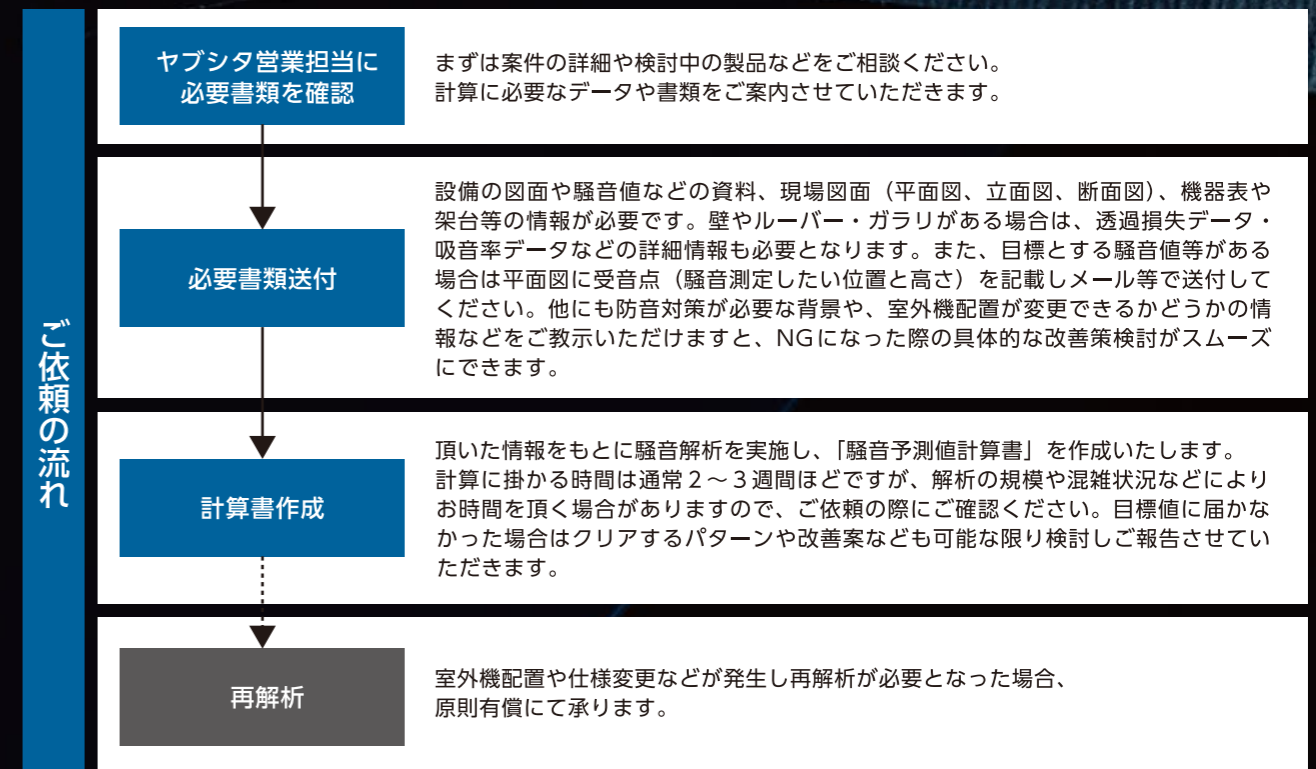 ご依頼の流れ
ヤブシタ営業担当に
必要書類を確認
まずは案件の詳細や検討中の製品などをご相談ください。
計算に必要なデータや書類をご案内させていただきます。
必要書類送付
設備の図面や騒音値などの資料、現場図面（平面図、立面図、断面図）、機器表や
架台等の情報が必要です。壁やルーバー・ガラリがある場合は、透過損失データ・
吸音率データなどの詳細情報も必要となります。また、目標とする騒音値等がある
場合は平面図に受音点（騒音測定したい位置と高さ）を記載しメール等で送付して
ください。他にも防音対策が必要な背景や、室外機配置が変更できるかどうかの情
報などをご教示いただけますと、NGになった際の具体的な改善策検討がスムーズ
にできます。
計算書作成
頂いた情報をもとに騒音解析を実施し、「騒音予測値計算書」を作成いたします。
計算に掛かる時間は通常２～３週間ほどですが、解析の規模や混雑状況などにより
お時間を頂く場合がありますので、ご依頼の際にご確認ください。目標値に届かな
かった場合はクリアするパターンや改善案なども可能な限り検討しご報告させてい
ただきます。
再解析
室外機配置や仕様変更などが発生し再解析が必要となった場合、
原則有償にて承ります。